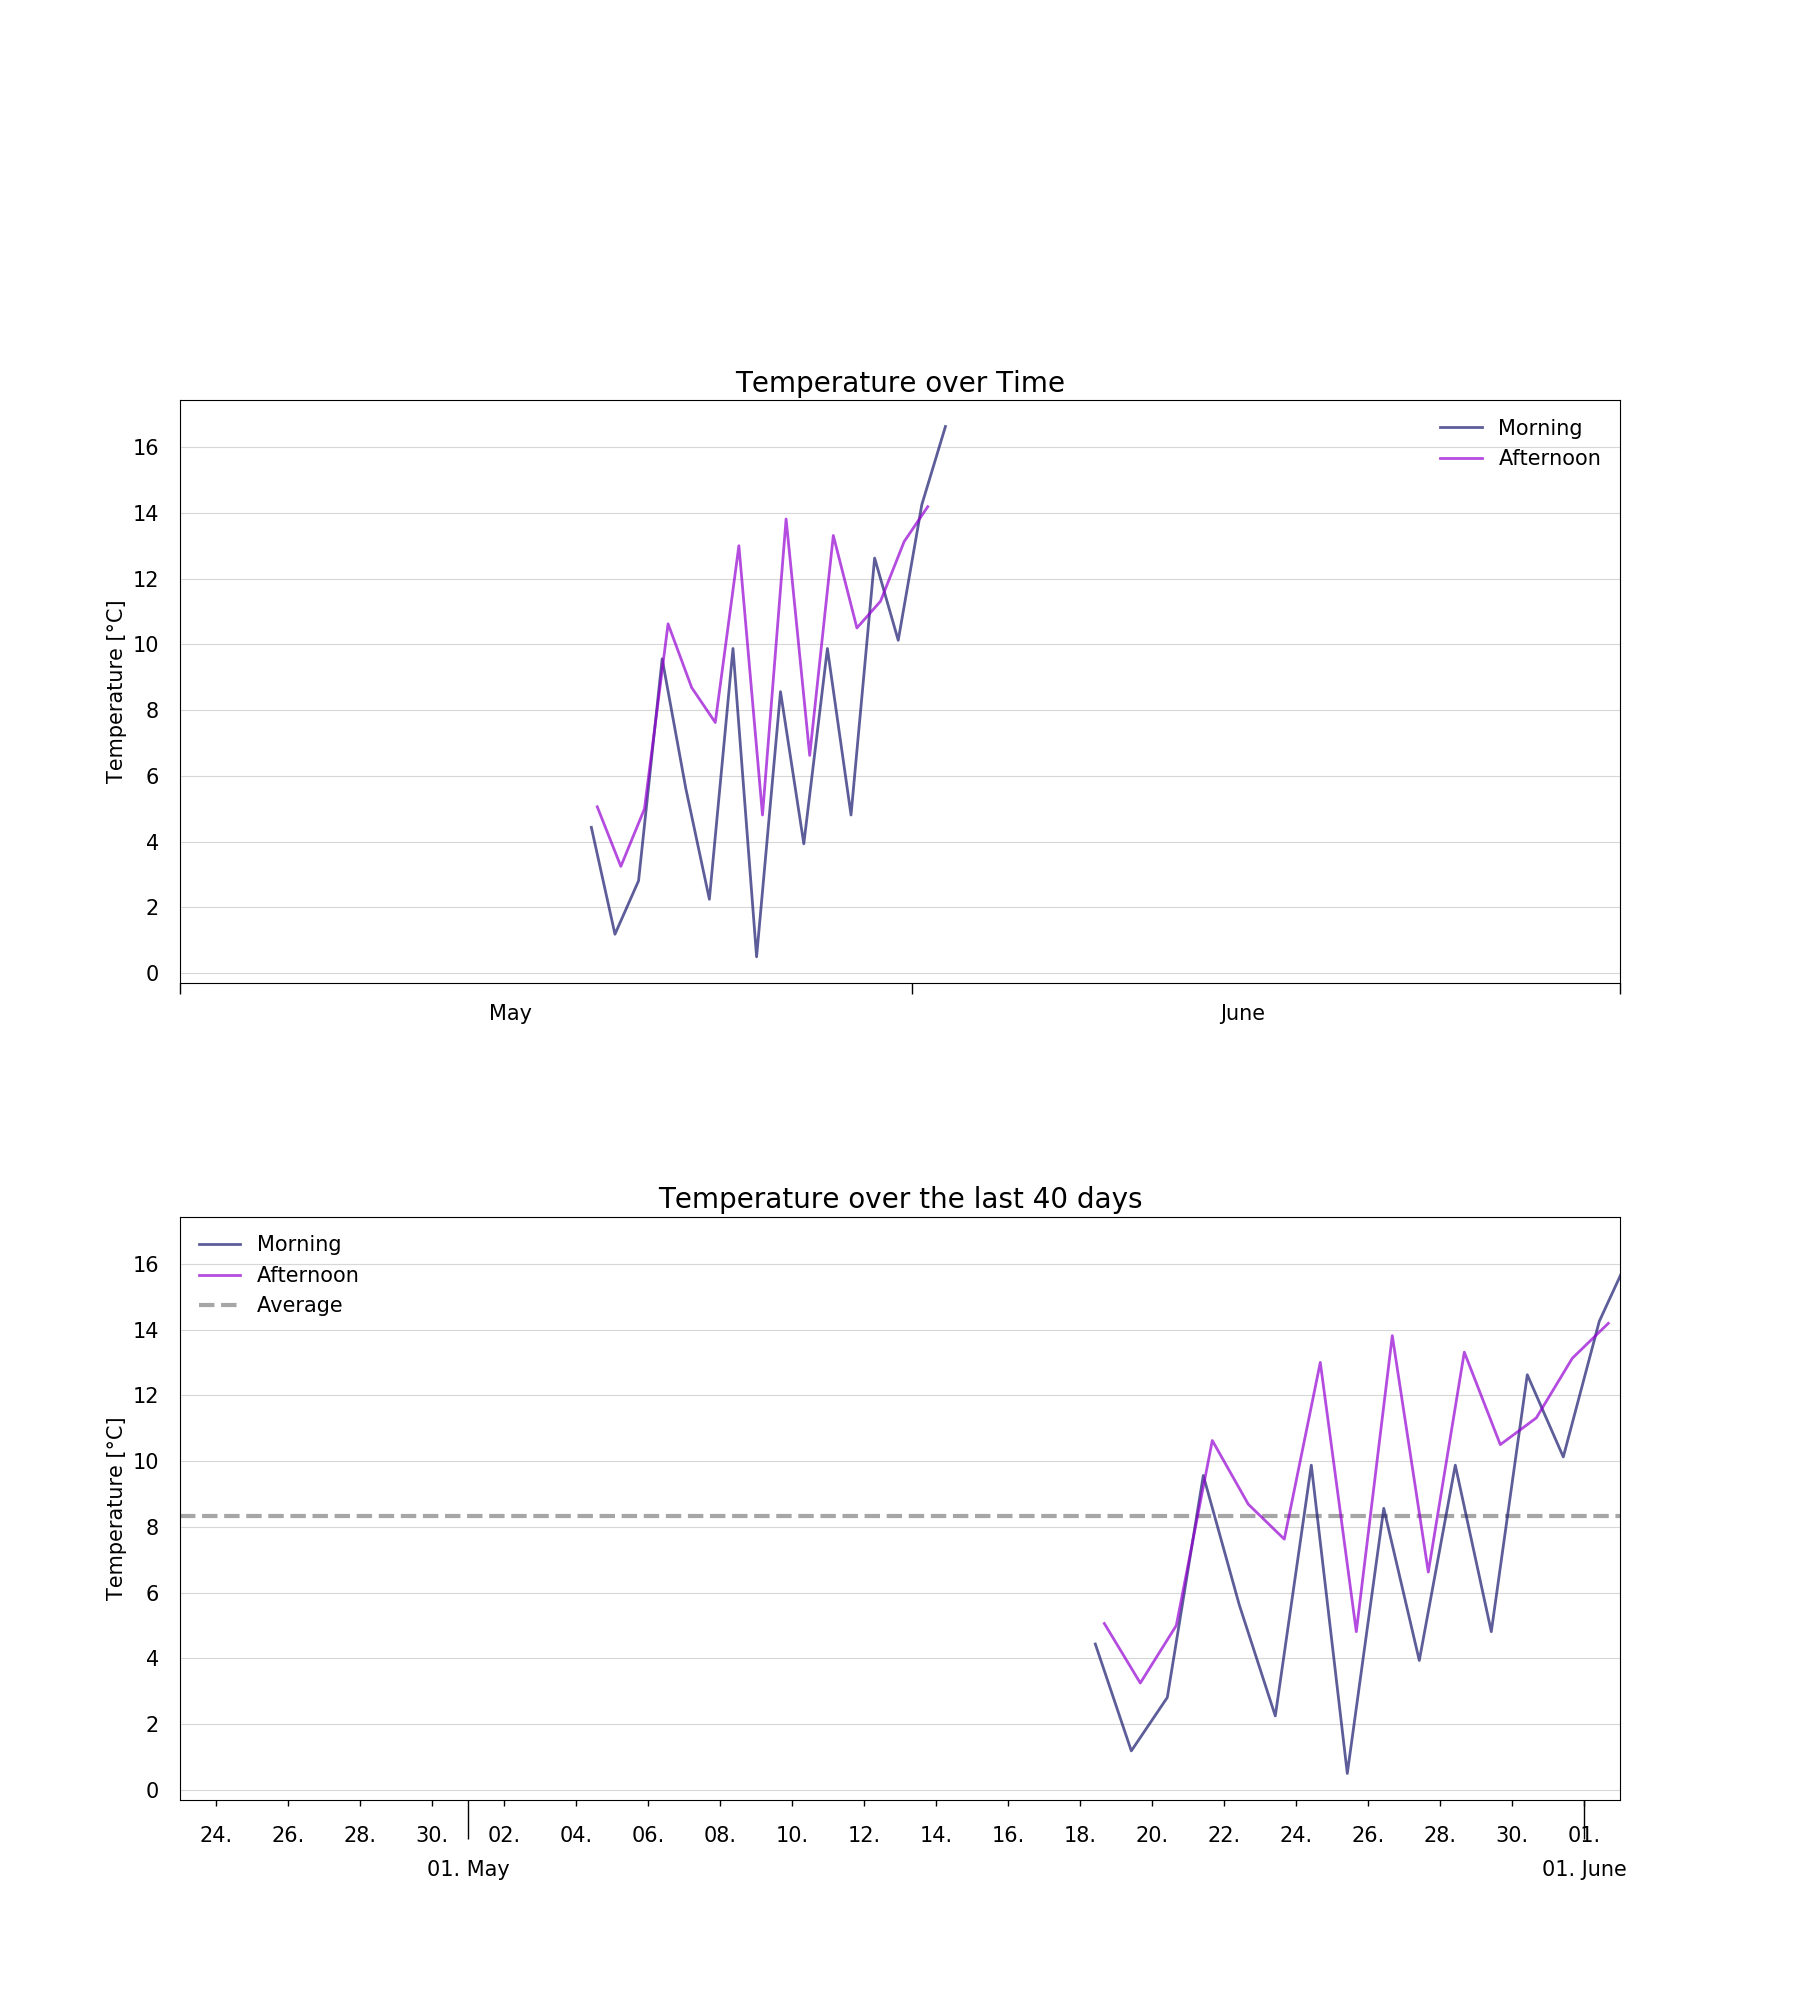 Temperature over Time
Morning
Afternoon
16
14
12
10
8
6
4
2
0
Temperature [°C]
May June
Temperature over the last 40 days
Morning
Afternoon
Average
16
14
12
10
8
6
4
2
0
Temperature [°C]
24. 26. 28. 30. 02. 04. 06. 08. 10. 12. 14. 16. 18. 20. 22. 24. 26. 28. 30. 01.
01. May 01. June